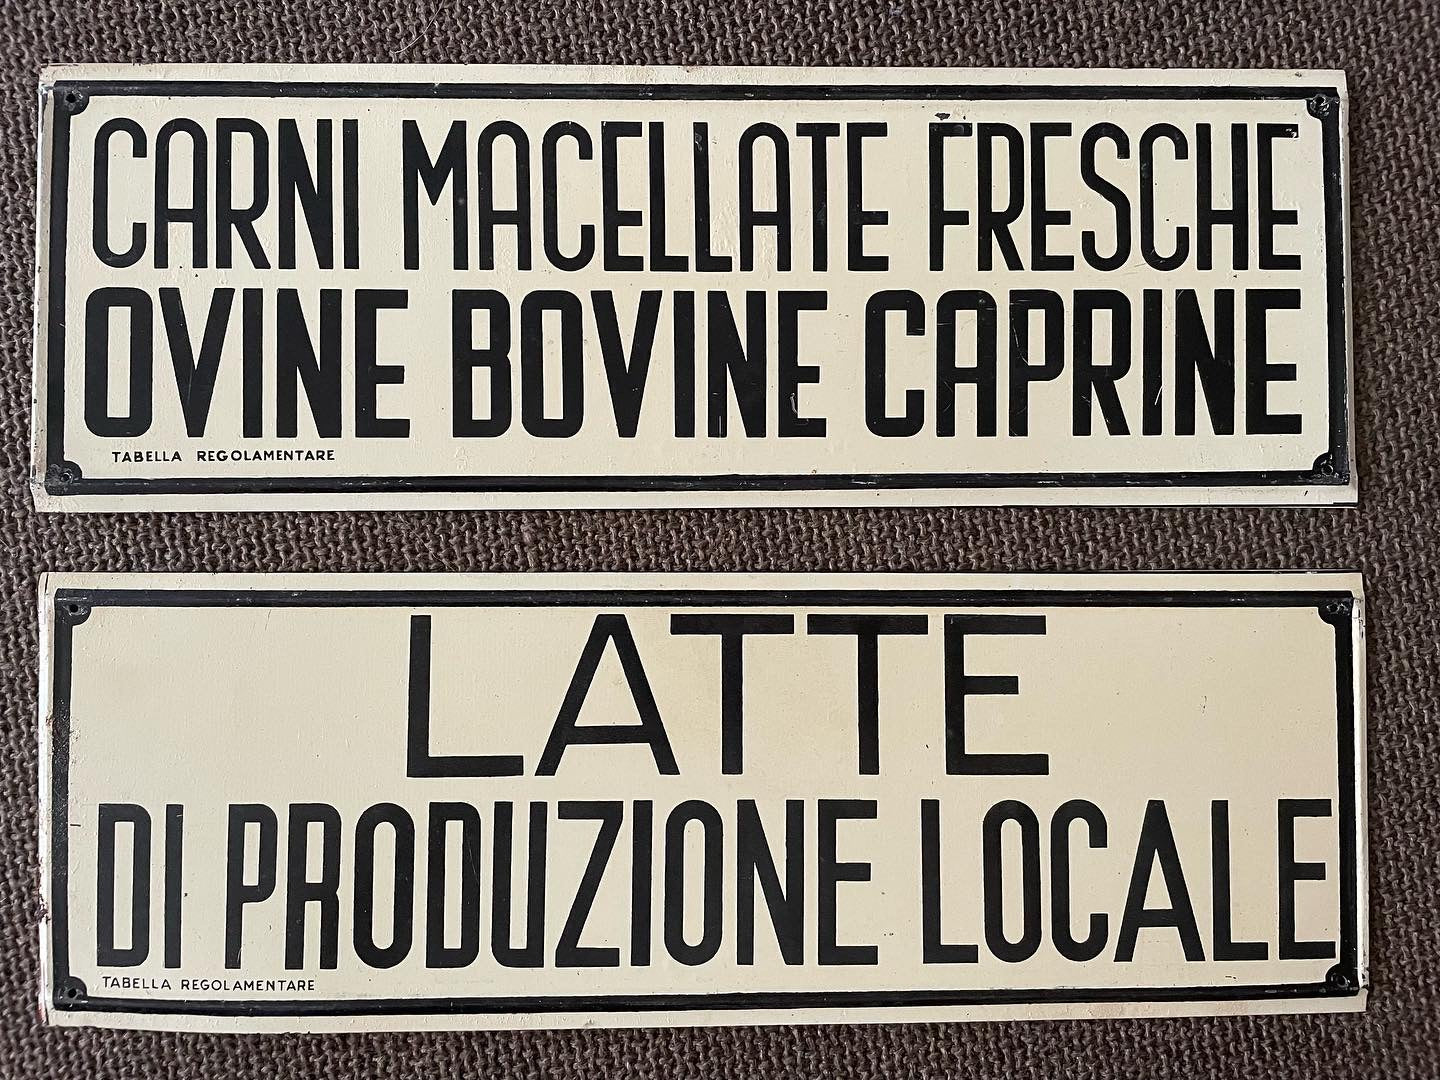 CARNI MACELLATE FRESCHE
OVINE BOVINE CAPRINE
TABELLA REGOLAMENTARE
LATTE
DI PRODUZIONE LOCALE
TABELLA REGOLAMENTARE